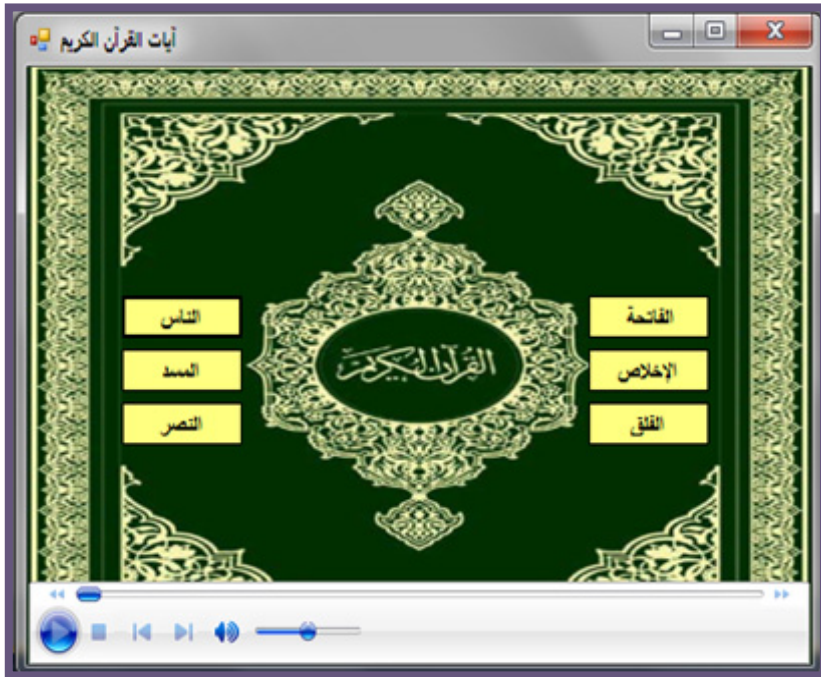 آيات القرآن الكريم
الفاتحة
الإخلاص
الفلق
القرآن الكريم
الناس
المسد
النصر